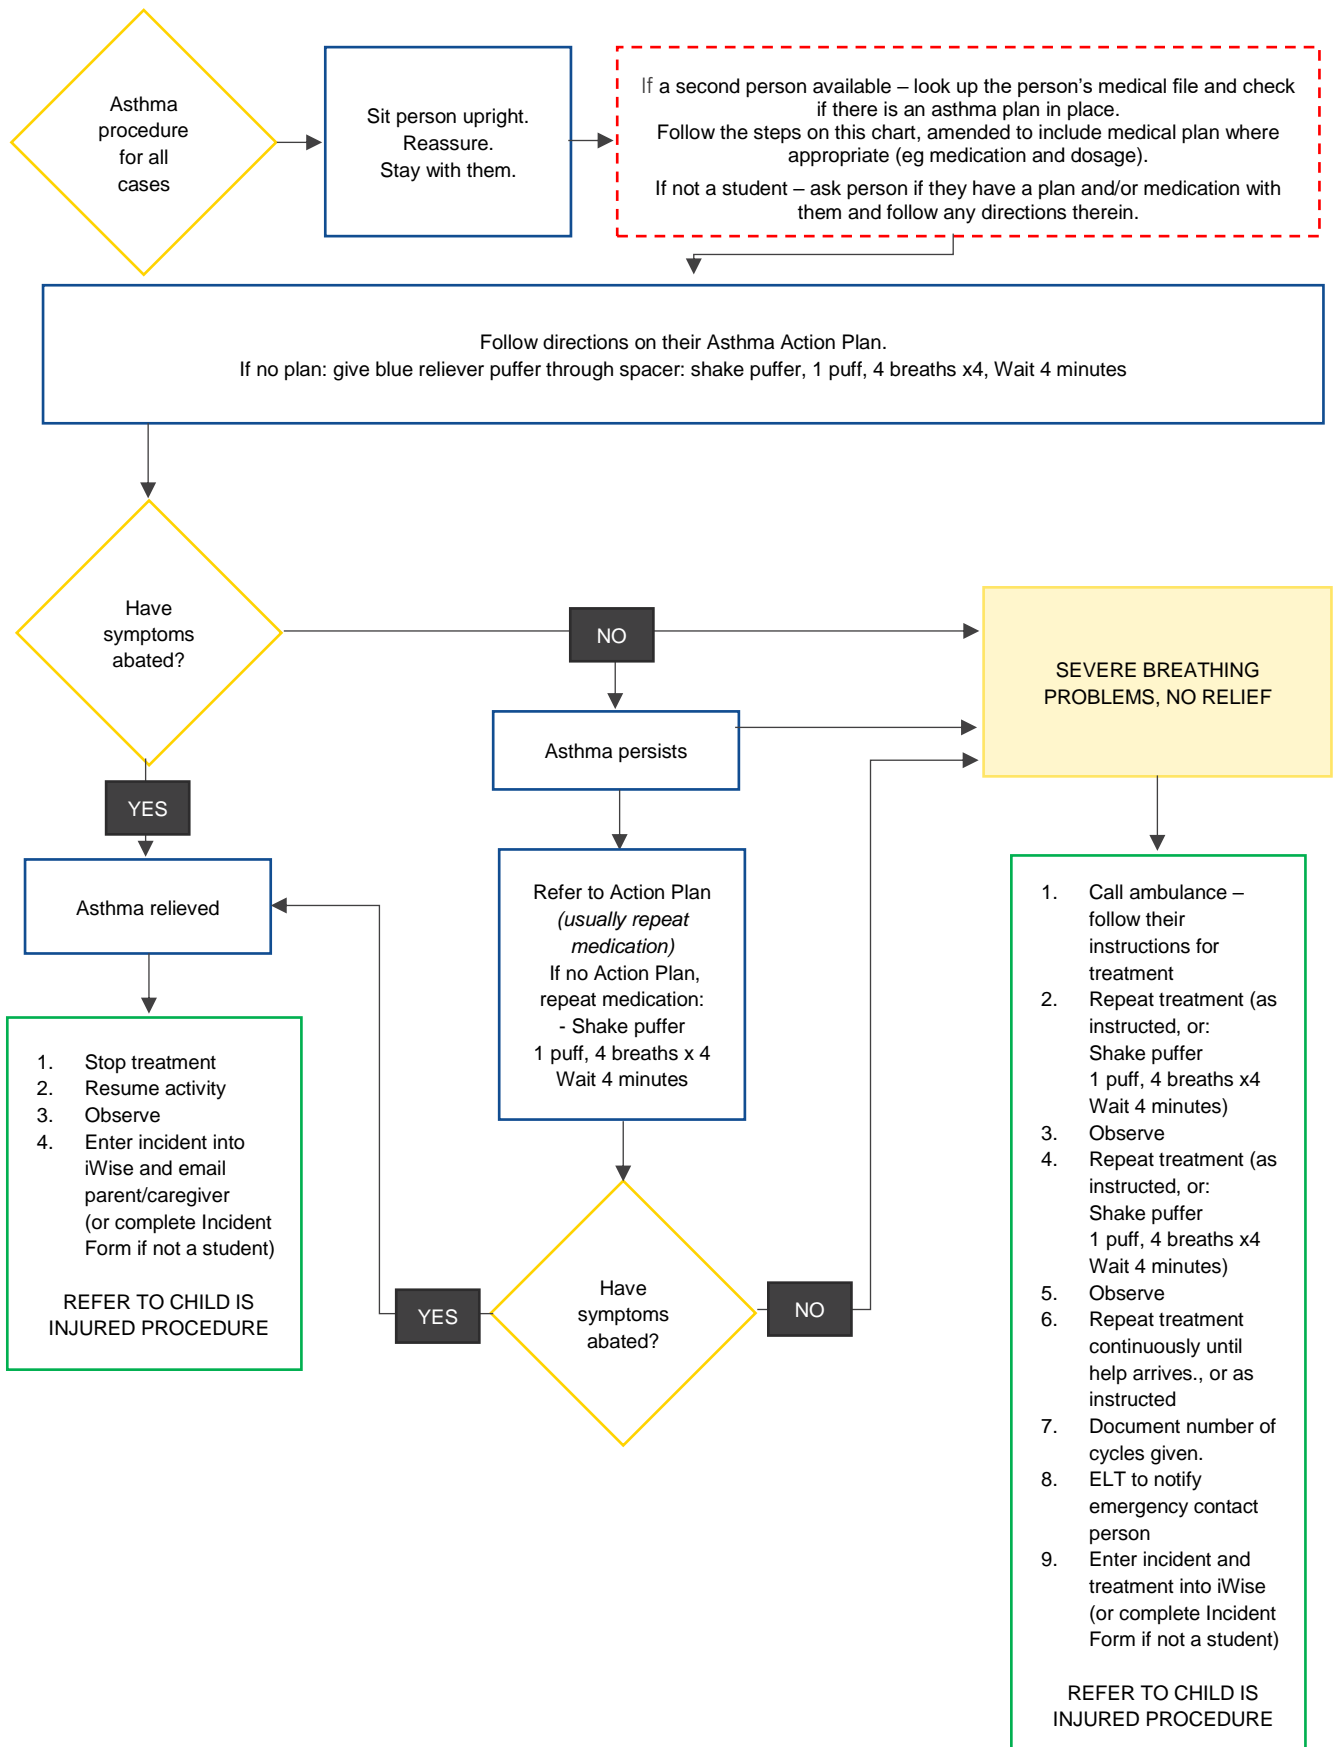 Asthma
procedure
for all
cases
Sit person upright.
Reassure.
Stay with them.
If a second person available – look up the person's medical file and check
if there is an asthma plan in place.
Follow the steps on this chart, amended to include medical plan where
appropriate (eg medication and dosage).
If not a student – ask person if they have a plan and/or medication with
them and follow any directions therein.
Follow directions on their Asthma Action Plan.
If no plan: give blue reliever puffer through spacer: shake puffer, 1 puff, 4 breaths x4, Wait 4 minutes
Have
symptoms
abated?
NO
SEVERE BREATHING
PROBLEMS, NO RELIEF
Asthma persists
YES
Asthma relieved
Refer to Action Plan
(usually repeat
medication)
If no Action Plan,
repeat medication:
- Shake puffer
1 puff, 4 breaths x 4
Wait 4 minutes
1. Stop treatment
2. Resume activity
3. Observe
4. Enter incident into
iWise and email
parent/caregiver
(or complete Incident
Form if not a student)
REFER TO CHILD IS
INJURED PROCEDURE
Have
symptoms
abated?
YES
NO
1. Call ambulance –
follow their
instructions for
treatment
2. Repeat treatment (as
instructed, or:
Shake puffer
1 puff, 4 breaths x4
Wait 4 minutes)
3. Observe
4. Repeat treatment (as
instructed, or:
Shake puffer
1 puff, 4 breaths x4
Wait 4 minutes)
5. Observe
6. Repeat treatment
continuously until
help arrives., or as
instructed
7. Document number of
cycles given.
8. ELT to notify
emergency contact
person
9. Enter incident and
treatment into iWise
(or complete Incident
Form if not a student)
REFER TO CHILD IS
INJURED PROCEDURE